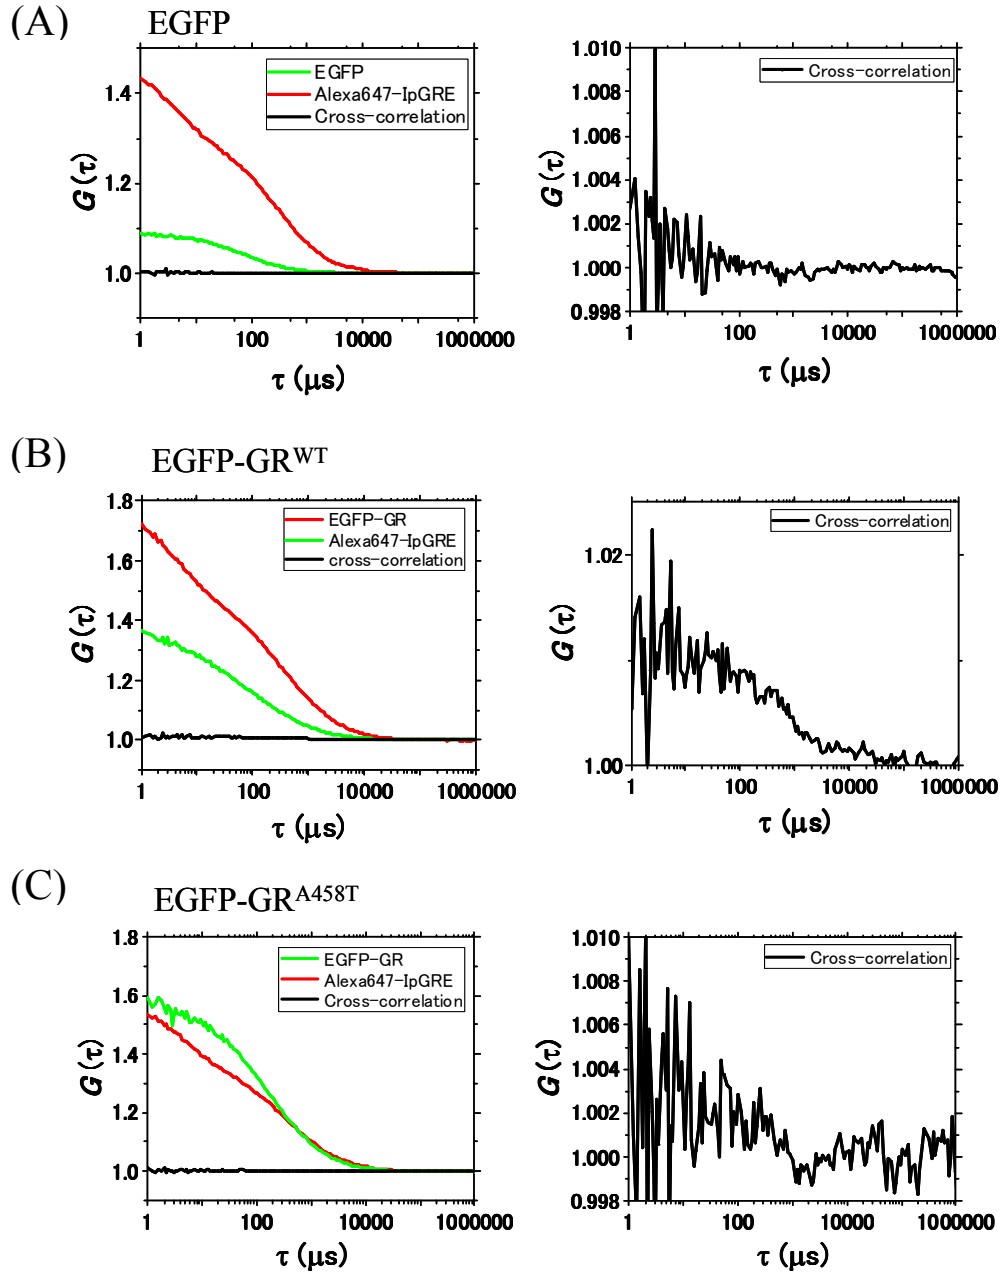 (A) EGFP
EGFP
Alexa647-IpGRE
Cross-correlation
1.4
1.2
1.0
G(τ)
1 100 10000 1000000
τ (μs)
Cross-correlation
1.010
1.008
1.006
1.004
1.002
1.000
0.998
G(τ)
1 100 10000 1000000
τ (μs)
(B) EGFP-GRWT
EGFP-GR
Alexa647-IpGRE
cross-correlation
1.8
1.6
1.4
1.2
1.0
G(τ)
1 100 10000 1000000
τ (μs)
Cross-correlation
1.02
1.00
G(τ)
1 100 10000 1000000
τ (μs)
(C) EGFP-GRA458T
EGFP-GR
Alexa647-IpGRE
Cross-correlation
1.8
1.6
1.4
1.2
1.0
G(τ)
1 100 10000 1000000
τ (μs)
Cross-correlation
1.010
1.008
1.006
1.004
1.002
1.000
0.998
G(τ)
1 100 10000 1000000
τ (μs)